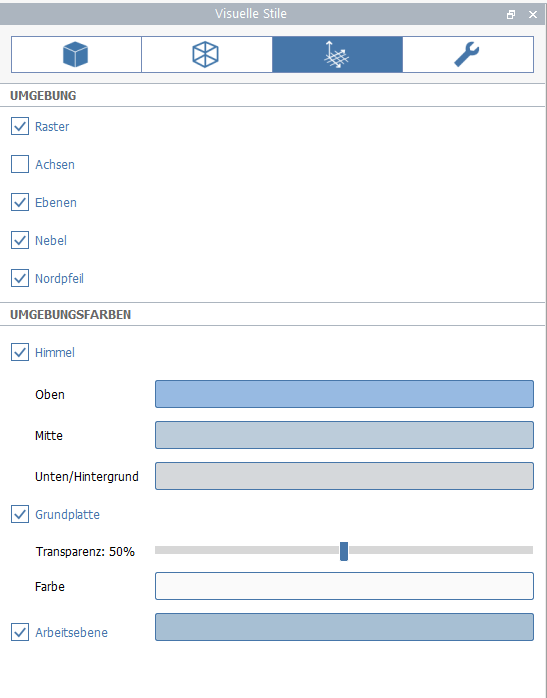 Visuelle Stile
UMGEBUNG
Raster
Achsen
Ebenen
Nebel
Nordpfeil
UMGEBUNGSFARBEN
Himmel
Oben
Mitte
Unten/Hintergrund
Grundplatte
Transparenz: 50%
Farbe
Arbeitsebene